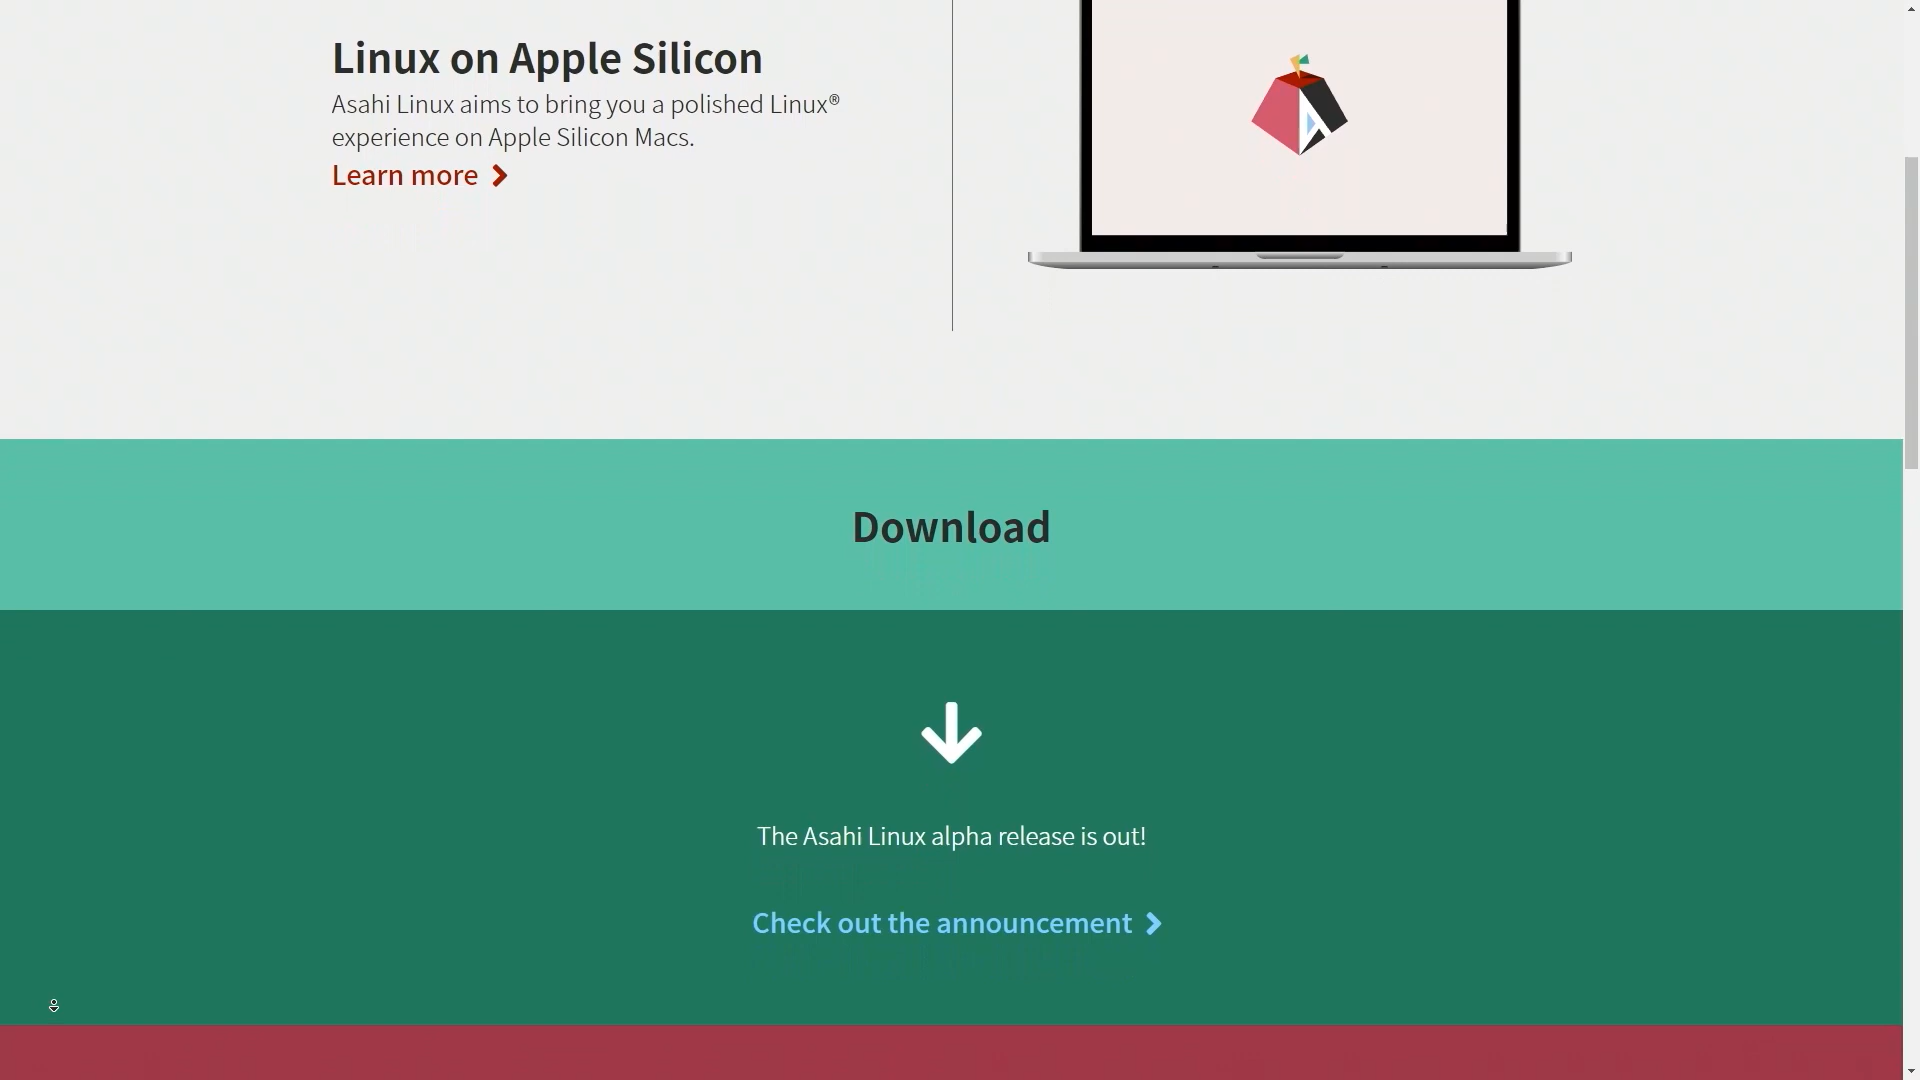 Linux on Apple Silicon
Asahi Linux aims to bring you a polished Linux®
experience on Apple Silicon Macs.
Learn more
Download
The Asahi Linux alpha release is out!
Check out the announcement